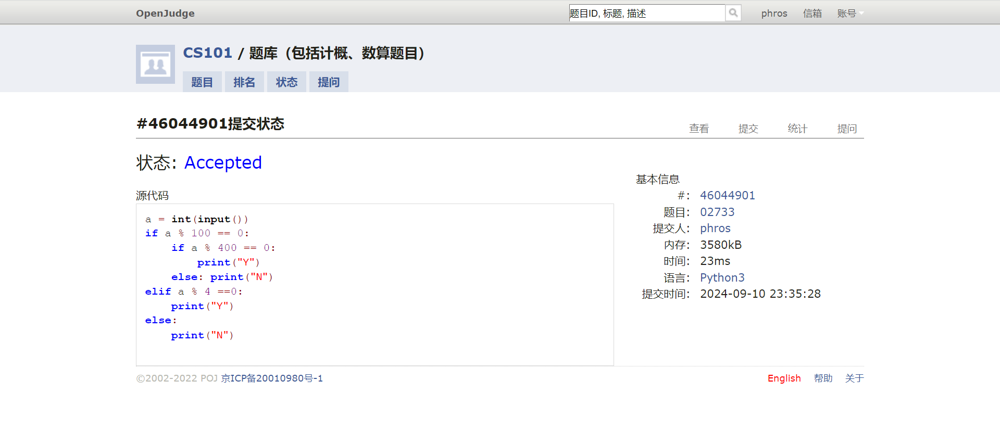 OpenJudge
题目ID, 标题, 描述
phros 信箱 账号
CS101 / 题库（包括计概、数算题目）
题目 排名 状态 提问
#46044901提交状态
查看 提交 统计 提问
状态: Accepted
源代码
a = int(input())
if a % 100 == 0:
    if a % 400 == 0:
        print("Y")
    else: print("N")
elif a % 4 ==0:
    print("Y")
else:
    print("N")
基本信息
#: 46044901
题目: 02733
提交人: phros
内存: 3580kB
时间: 23ms
语言: Python3
提交时间: 2024-09-10 23:35:28
©2002-2022 POJ 京ICP备20010980号-1
English 帮助 关于